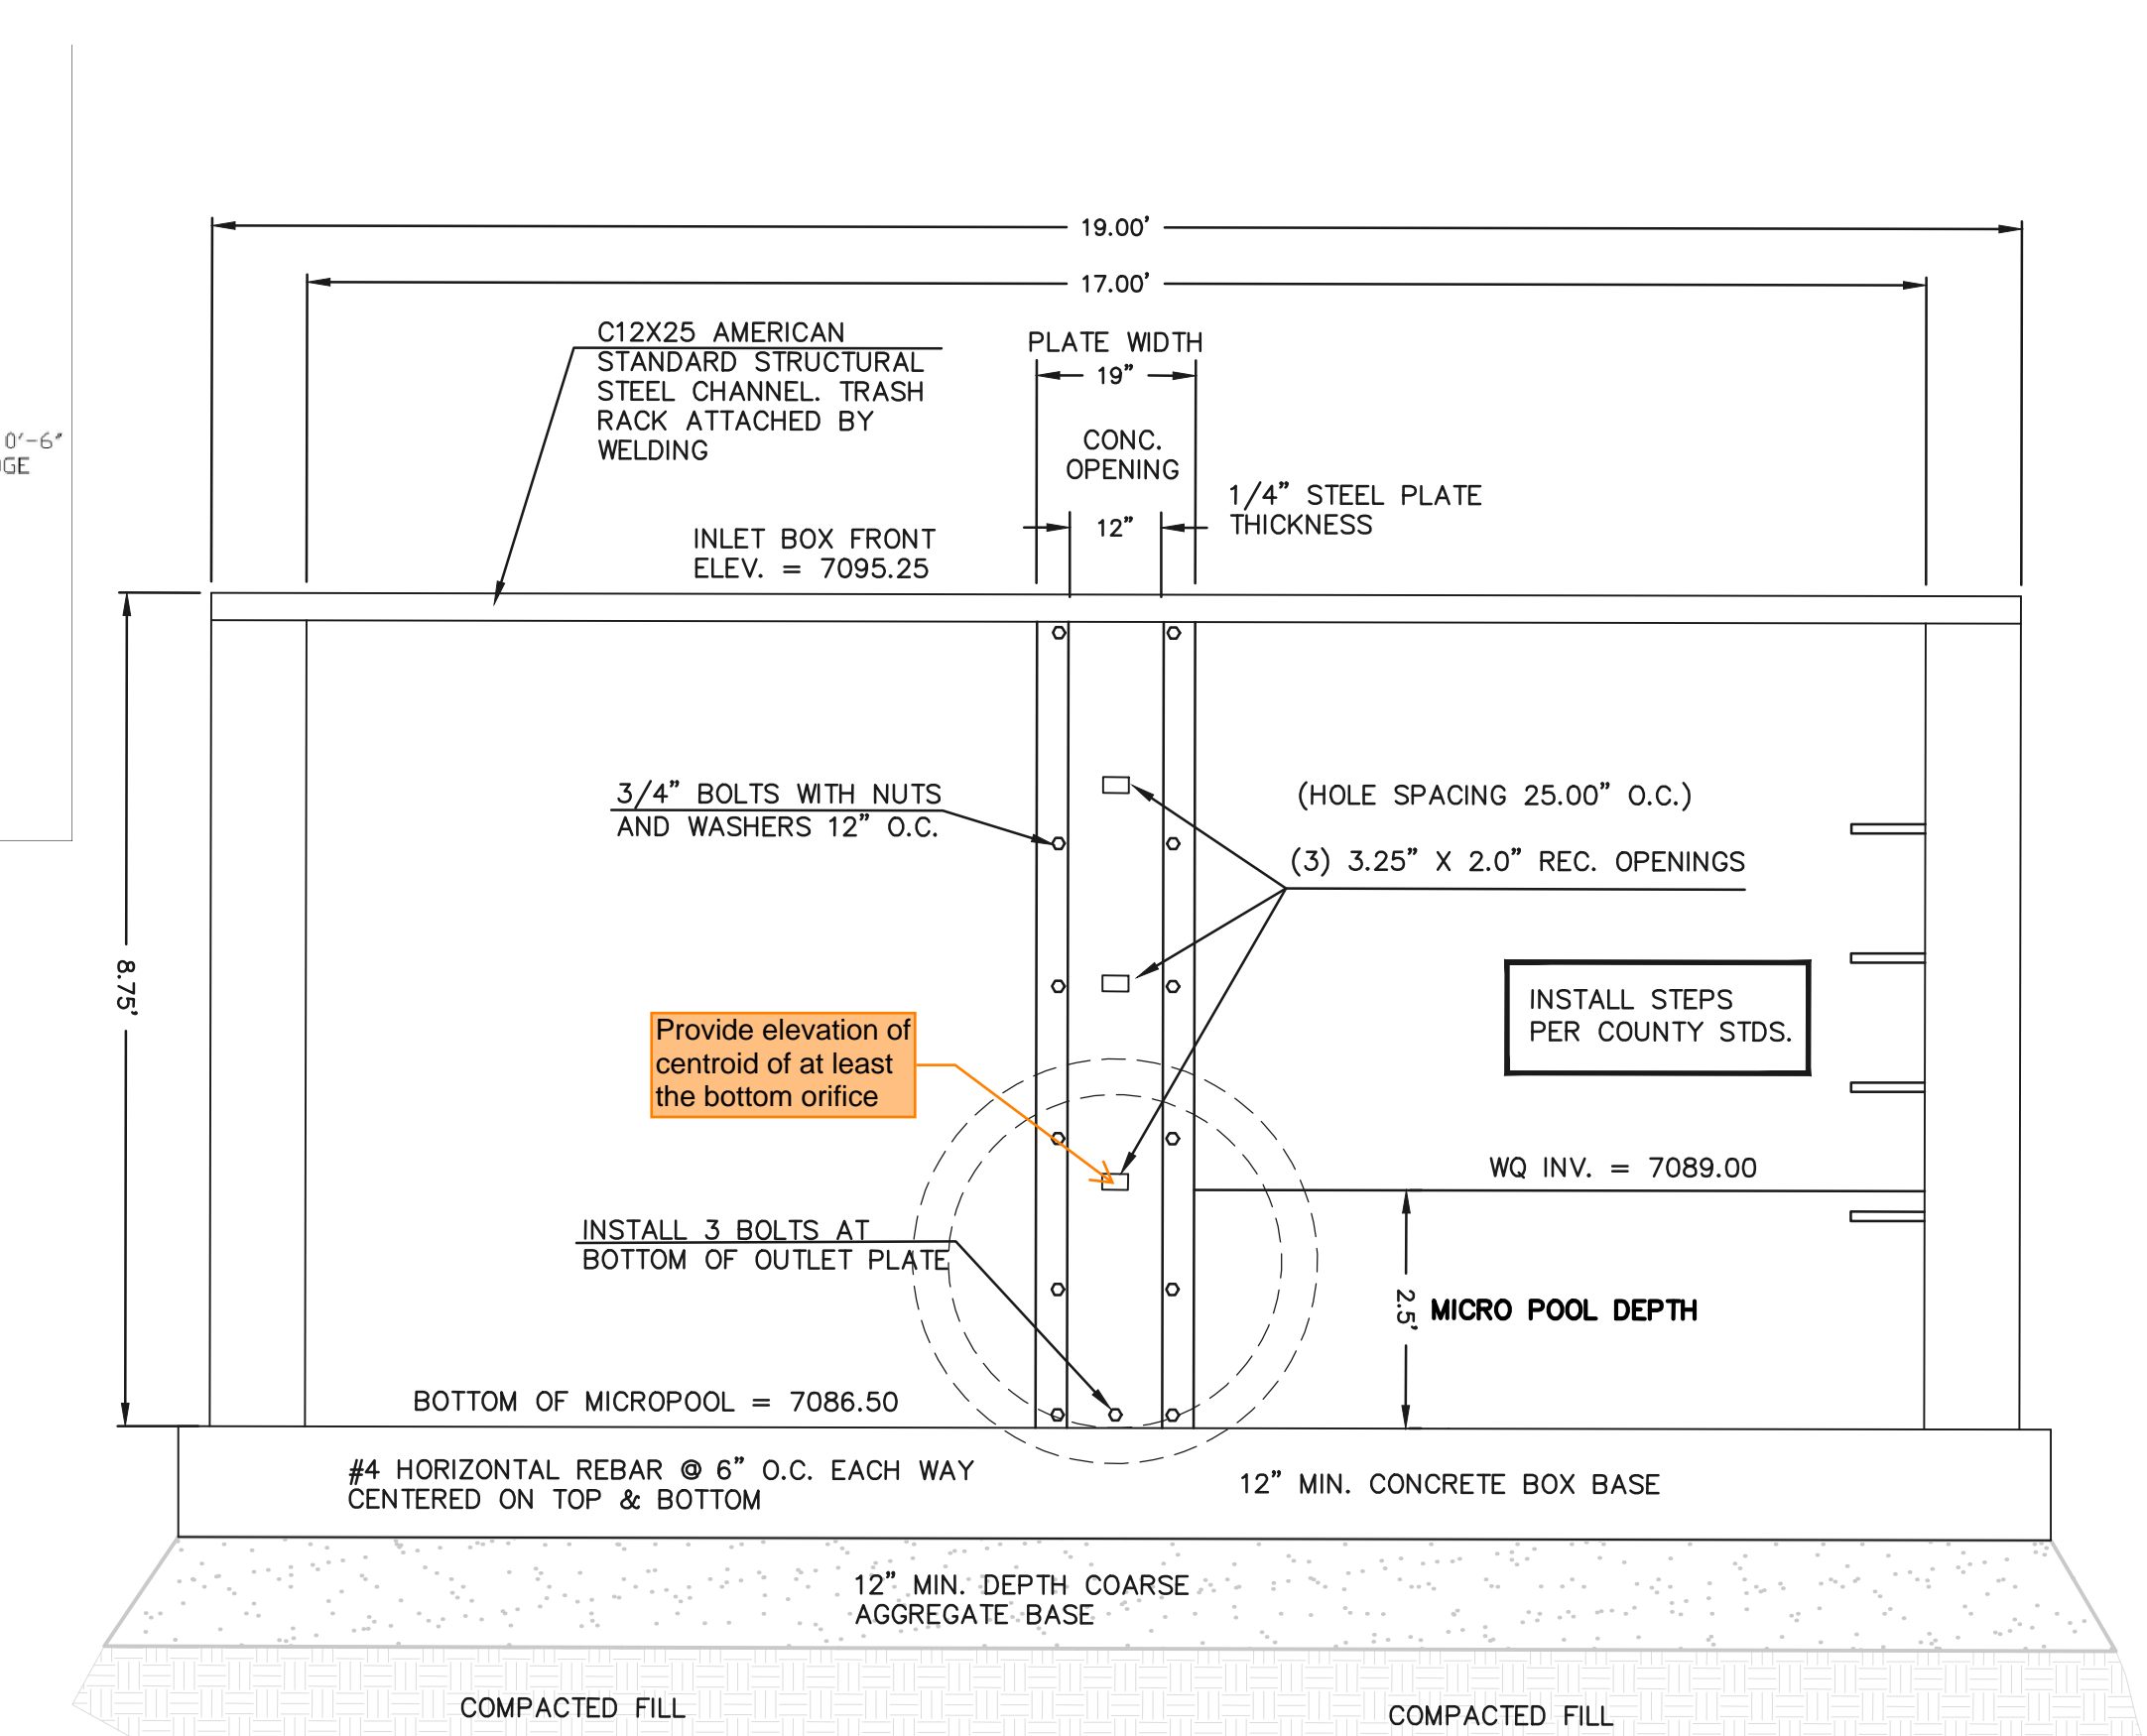 19.00'
17.00'
C12X25 AMERICAN
STANDARD STRUCTURAL
STEEL CHANNEL. TRASH
RACK ATTACHED BY
WELDING
PLATE WIDTH
19"
0'-6"
CONC.
OPENING
1/4" STEEL PLATE
THICKNESS
12"
INLET BOX FRONT
ELEV. = 7095.25
3/4" BOLTS WITH NUTS
AND WASHERS 12" O.C.
(HOLE SPACING 25.00" O.C.)
(3) 3.25" X 2.0" REC. OPENINGS
8.75'
INSTALL STEPS
PER COUNTY STDS.
Provide elevation of
centroid of at least
the bottom orifice
WQ INV. = 7089.00
INSTALL 3 BOLTS AT
BOTTOM OF OUTLET PLATE
2.5'
MICRO POOL DEPTH
BOTTOM OF MICROPOOL = 7086.50
#4 HORIZONTAL REBAR @ 6" O.C. EACH WAY
CENTERED ON TOP & BOTTOM
12" MIN. CONCRETE BOX BASE
12" MIN. DEPTH COARSE
AGGREGATE BASE
COMPACTED FILL
COMPACTED FILL